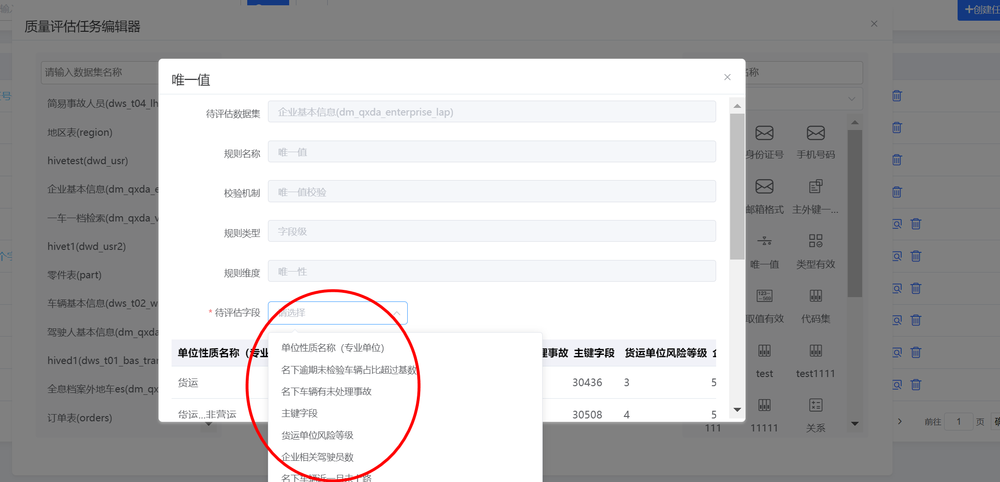 输入
创建任
质量评估任务编辑器
请输入数据集名称
简易事故人员(dws_t04_lh
地区表(region)
hivetest(dwd_usr)
企业基本信息(dm_qxda_e
一车一档检索(dm_qxda_v
hivet1(dwd_usr2)
零件表(part)
车辆基本信息(dws_t02_w
驾驶人基本信息(dm_qxda
hived1(dws_t01_bas_trar
全息档案外地车es(dm_qx
订单表(orders)
唯一值
待评估数据集
企业基本信息(dm_qxda_enterprise_lap)
规则名称
唯一值
校验机制
唯一值校验
规则类型
字段级
规则维度
唯一性
* 待评估字段
请选择
单位性质名称（专业
理事故
主键字段
货运单位风险等级
货运
30436
3
5
货运...非营运
30508
4
5
单位性质名称（专业单位）
名下逾期未检验车辆占比超过基数
名下车辆有未处理事故
主键字段
货运单位风险等级
企业相关驾驶员数
名下车辆近一月未上路
名称
身份证号
手机号码
邮箱格式
主外键一...
唯一值
类型有效
取值有效
代码集
test
test1111
111
11111
关系
号
个字
前往
1
页
确